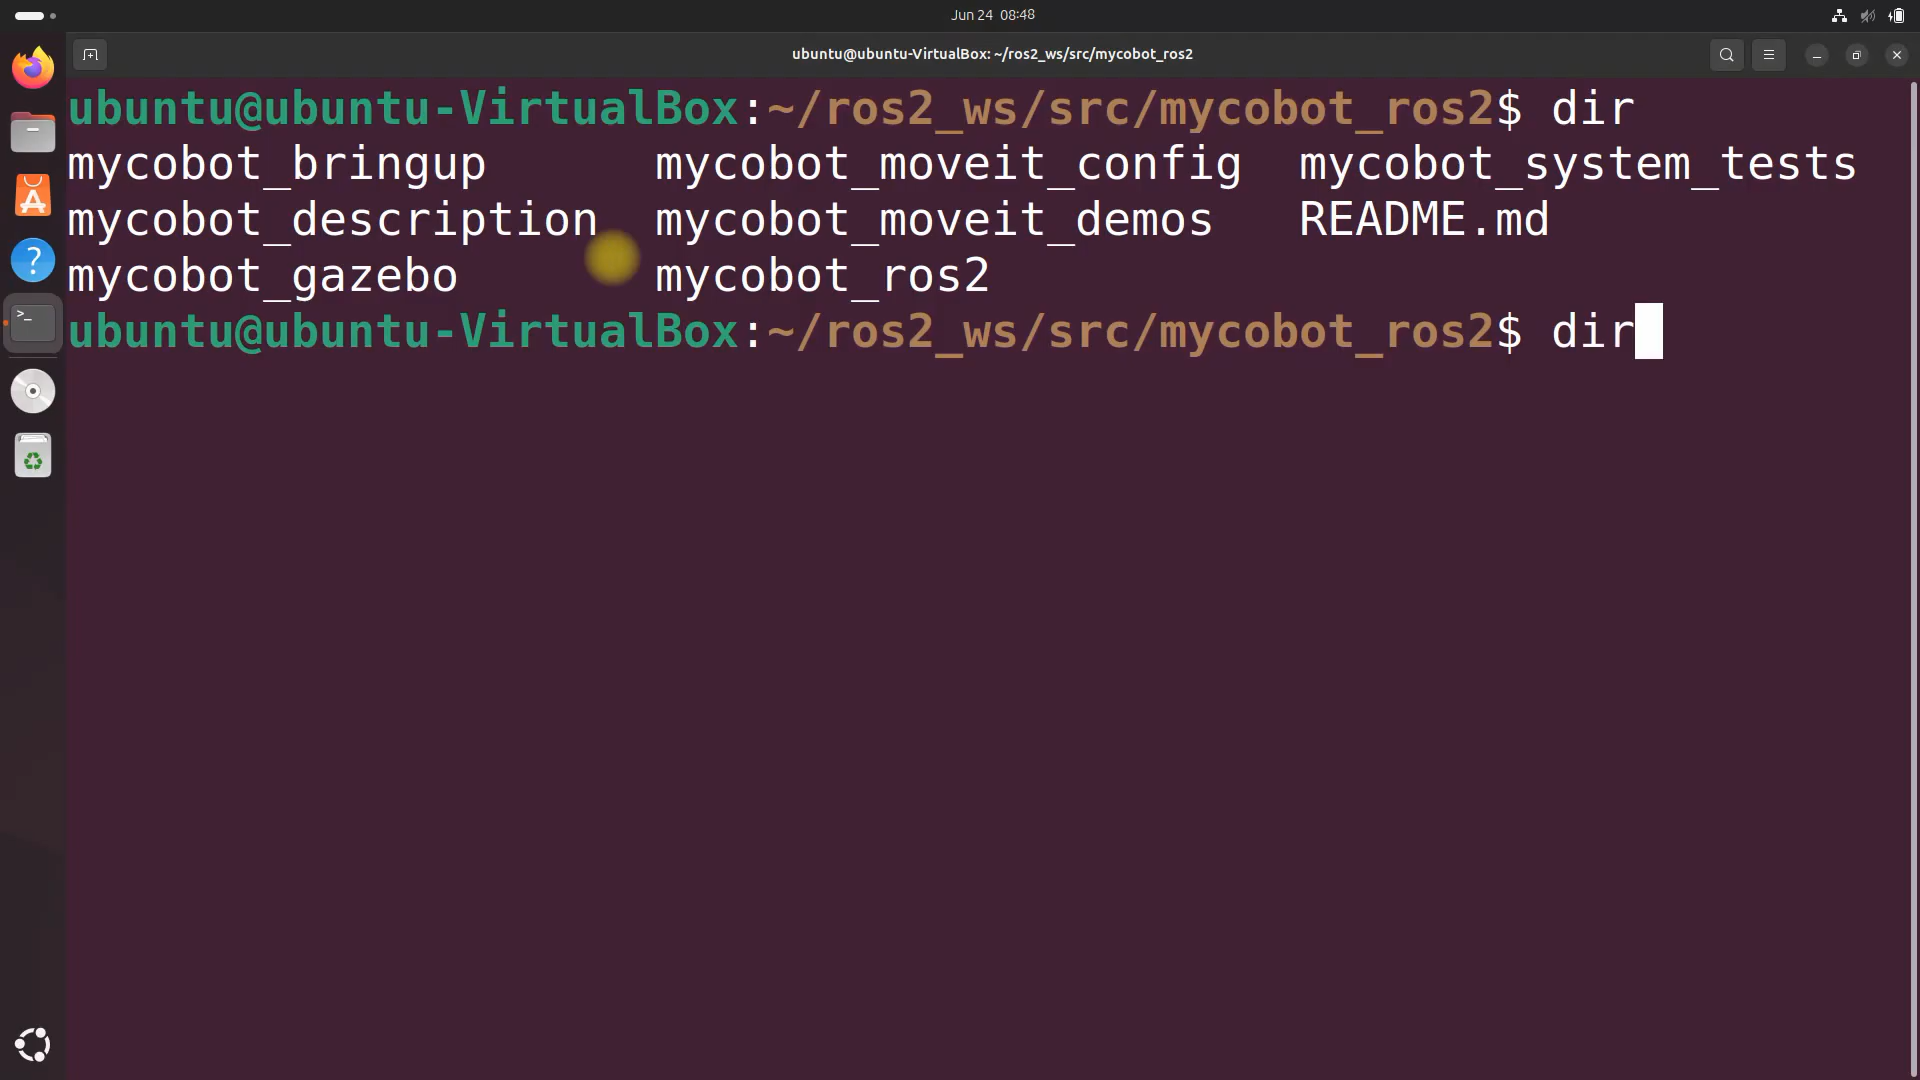 Jun 24 08:48
ubuntu@ubuntu-VirtualBox: ~/ros2_ws/src/mycobot_ros2
ubuntu@ubuntu-VirtualBox:~/ros2_ws/src/mycobot_ros2$ dir
mycobot_bringup mycobot_moveit_config mycobot_system_tests
mycobot_description mycobot_moveit_demos README.md
mycobot_gazebo mycobot_ros2
ubuntu@ubuntu-VirtualBox:~/ros2_ws/src/mycobot_ros2$ dir